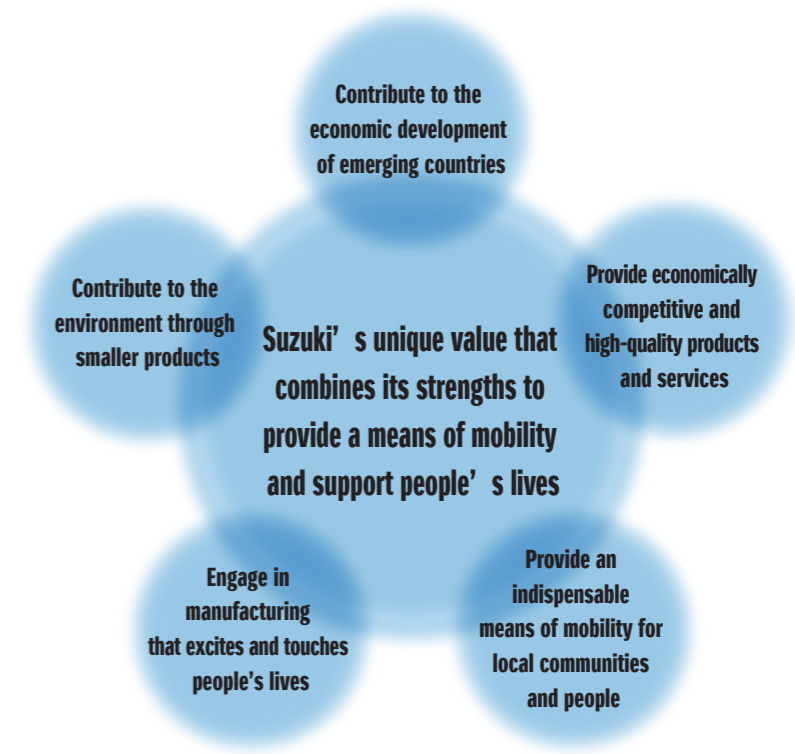 Contribute to the
economic development
of emerging countries
Contribute to the
environment through
smaller products
Provide economically
competitive and
high-quality products
and services
Suzuki’ s unique value that
combines its strengths to
provide a means of mobility
and support people’ s lives
Engage in
manufacturing
that excites and touches
people’s lives
Provide an
indispensable
means of mobility for
local communities
and people